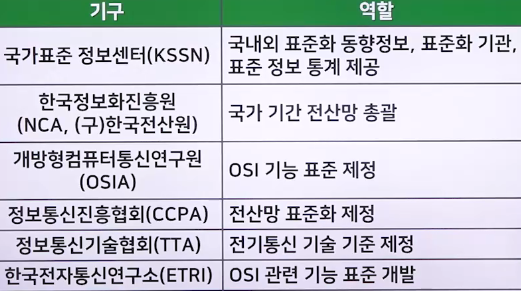 기구
역할
국가표준 정보센터(KSSN)
국내외 표준화 동향정보, 표준화 기관,
표준 정보 통계 제공
한국정보화진흥원
(NCA, (구)한국전산원)
국가 기간 전산망 총괄
개방형컴퓨터통신연구원
(OSIA)
OSI 기능 표준 제정
정보통신진흥협회(CCPA)
전산망 표준화 제정
정보통신기술협회(TTA)
전기통신 기술 기준 제정
한국전자통신연구소(ETRI)
OSI 관련 기능 표준 개발